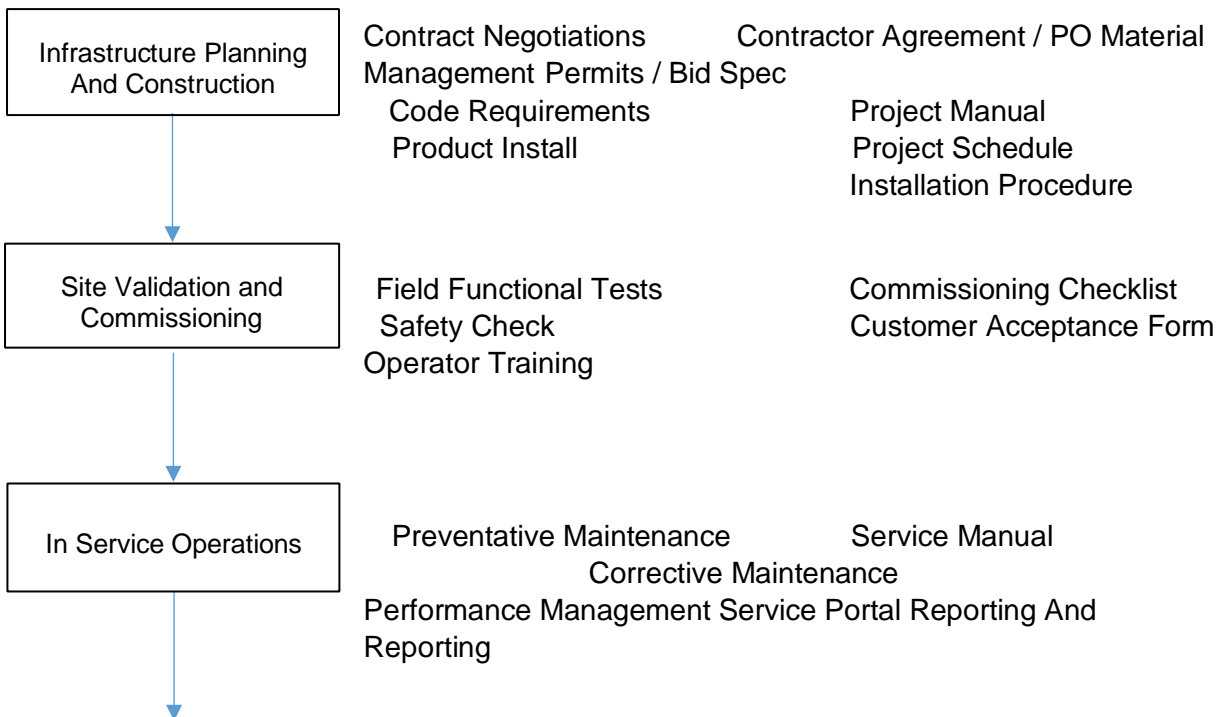 Infrastructure Planning
And Construction
Contract Negotiations Contractor Agreement / PO Material
Management Permits / Bid Spec
Code Requirements Project Manual
Product Install Project Schedule
Installation Procedure
Site Validation and
Commissioning
Field Functional Tests Commissioning Checklist
Safety Check Customer Acceptance Form
Operator Training
In Service Operations
Preventative Maintenance Service Manual
Corrective Maintenance
Performance Management Service Portal Reporting And
Reporting